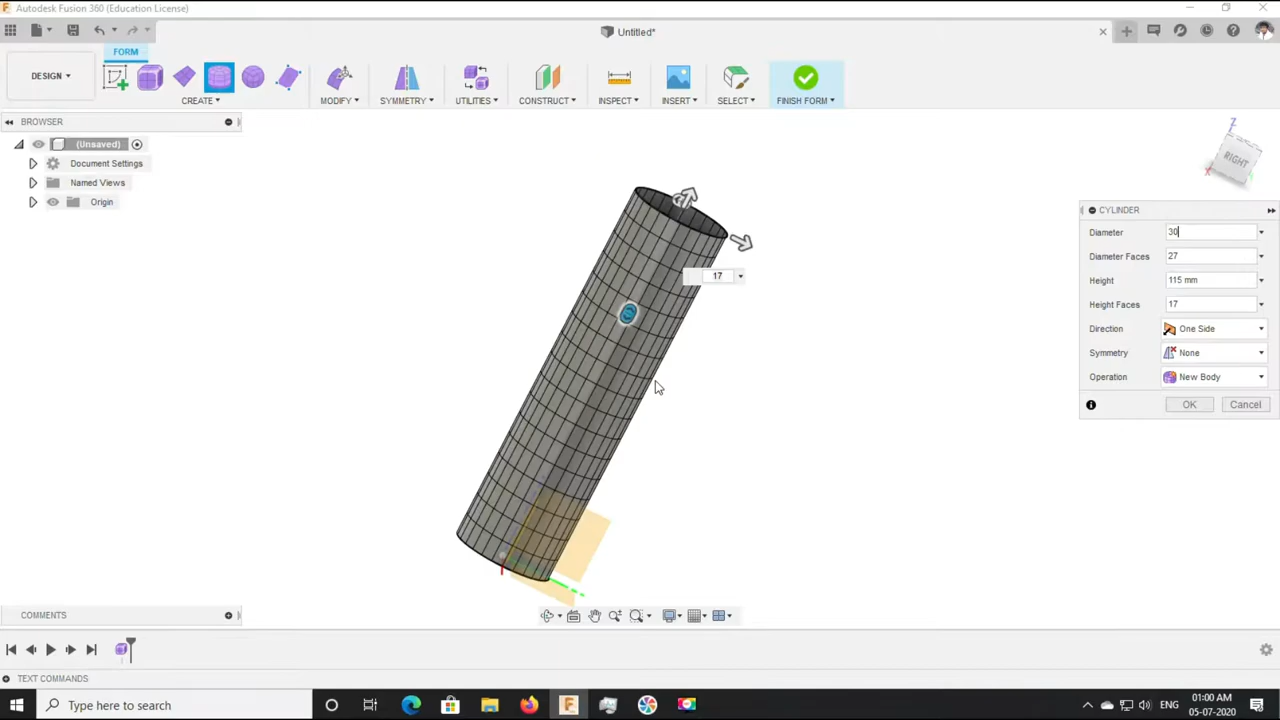 Autodesk Fusion 360 (Education License)
Untitled*
FORM
DESIGN
CREATE
MODIFY
SYMMETRY
UTILITIES
CONSTRUCT
INSPECT
INSERT
SELECT
FINISH FORM
BROWSER
(Unsaved)
Document Settings
Named Views
Origin
Z
RIGHT
X
17
CYLINDER
Diameter 30
Diameter Faces 27
Height 115 mm
Height Faces 17
Direction One Side
Symmetry None
Operation New Body
OK Cancel
COMMENTS
TEXT COMMANDS
Type here to search
ENG
01:00 AM
05-07-2020